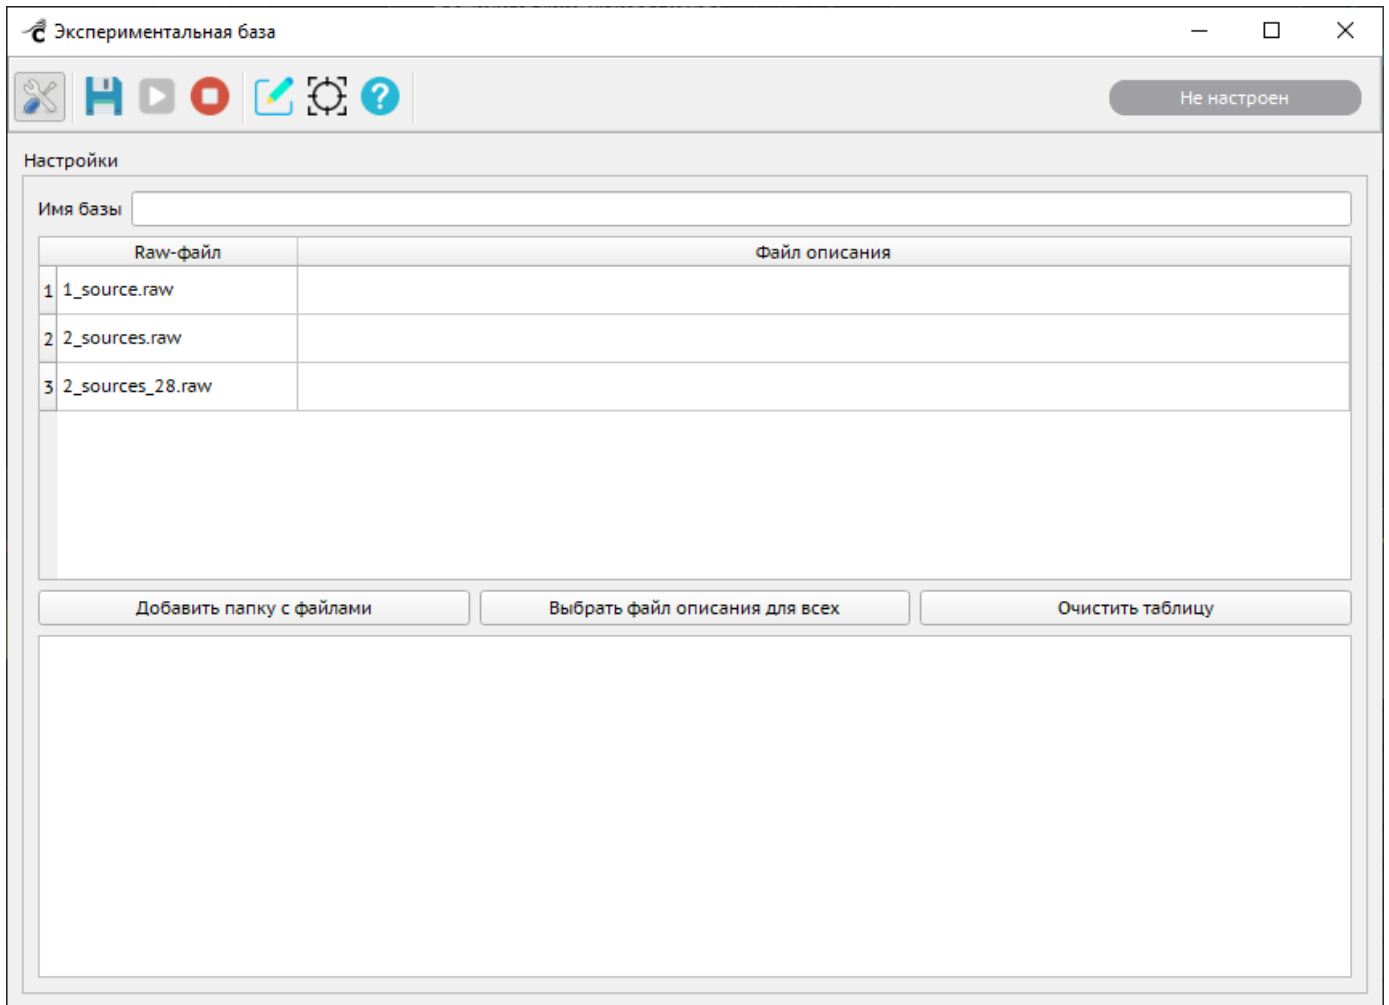 Экспериментальная база
Не настроен
Настройки
Имя базы
Raw-файл Файл описания
1 1_source.raw
2 2_sources.raw
3 2_sources_28.raw
Добавить папку с файлами Выбрать файл описания для всех Очистить таблицу